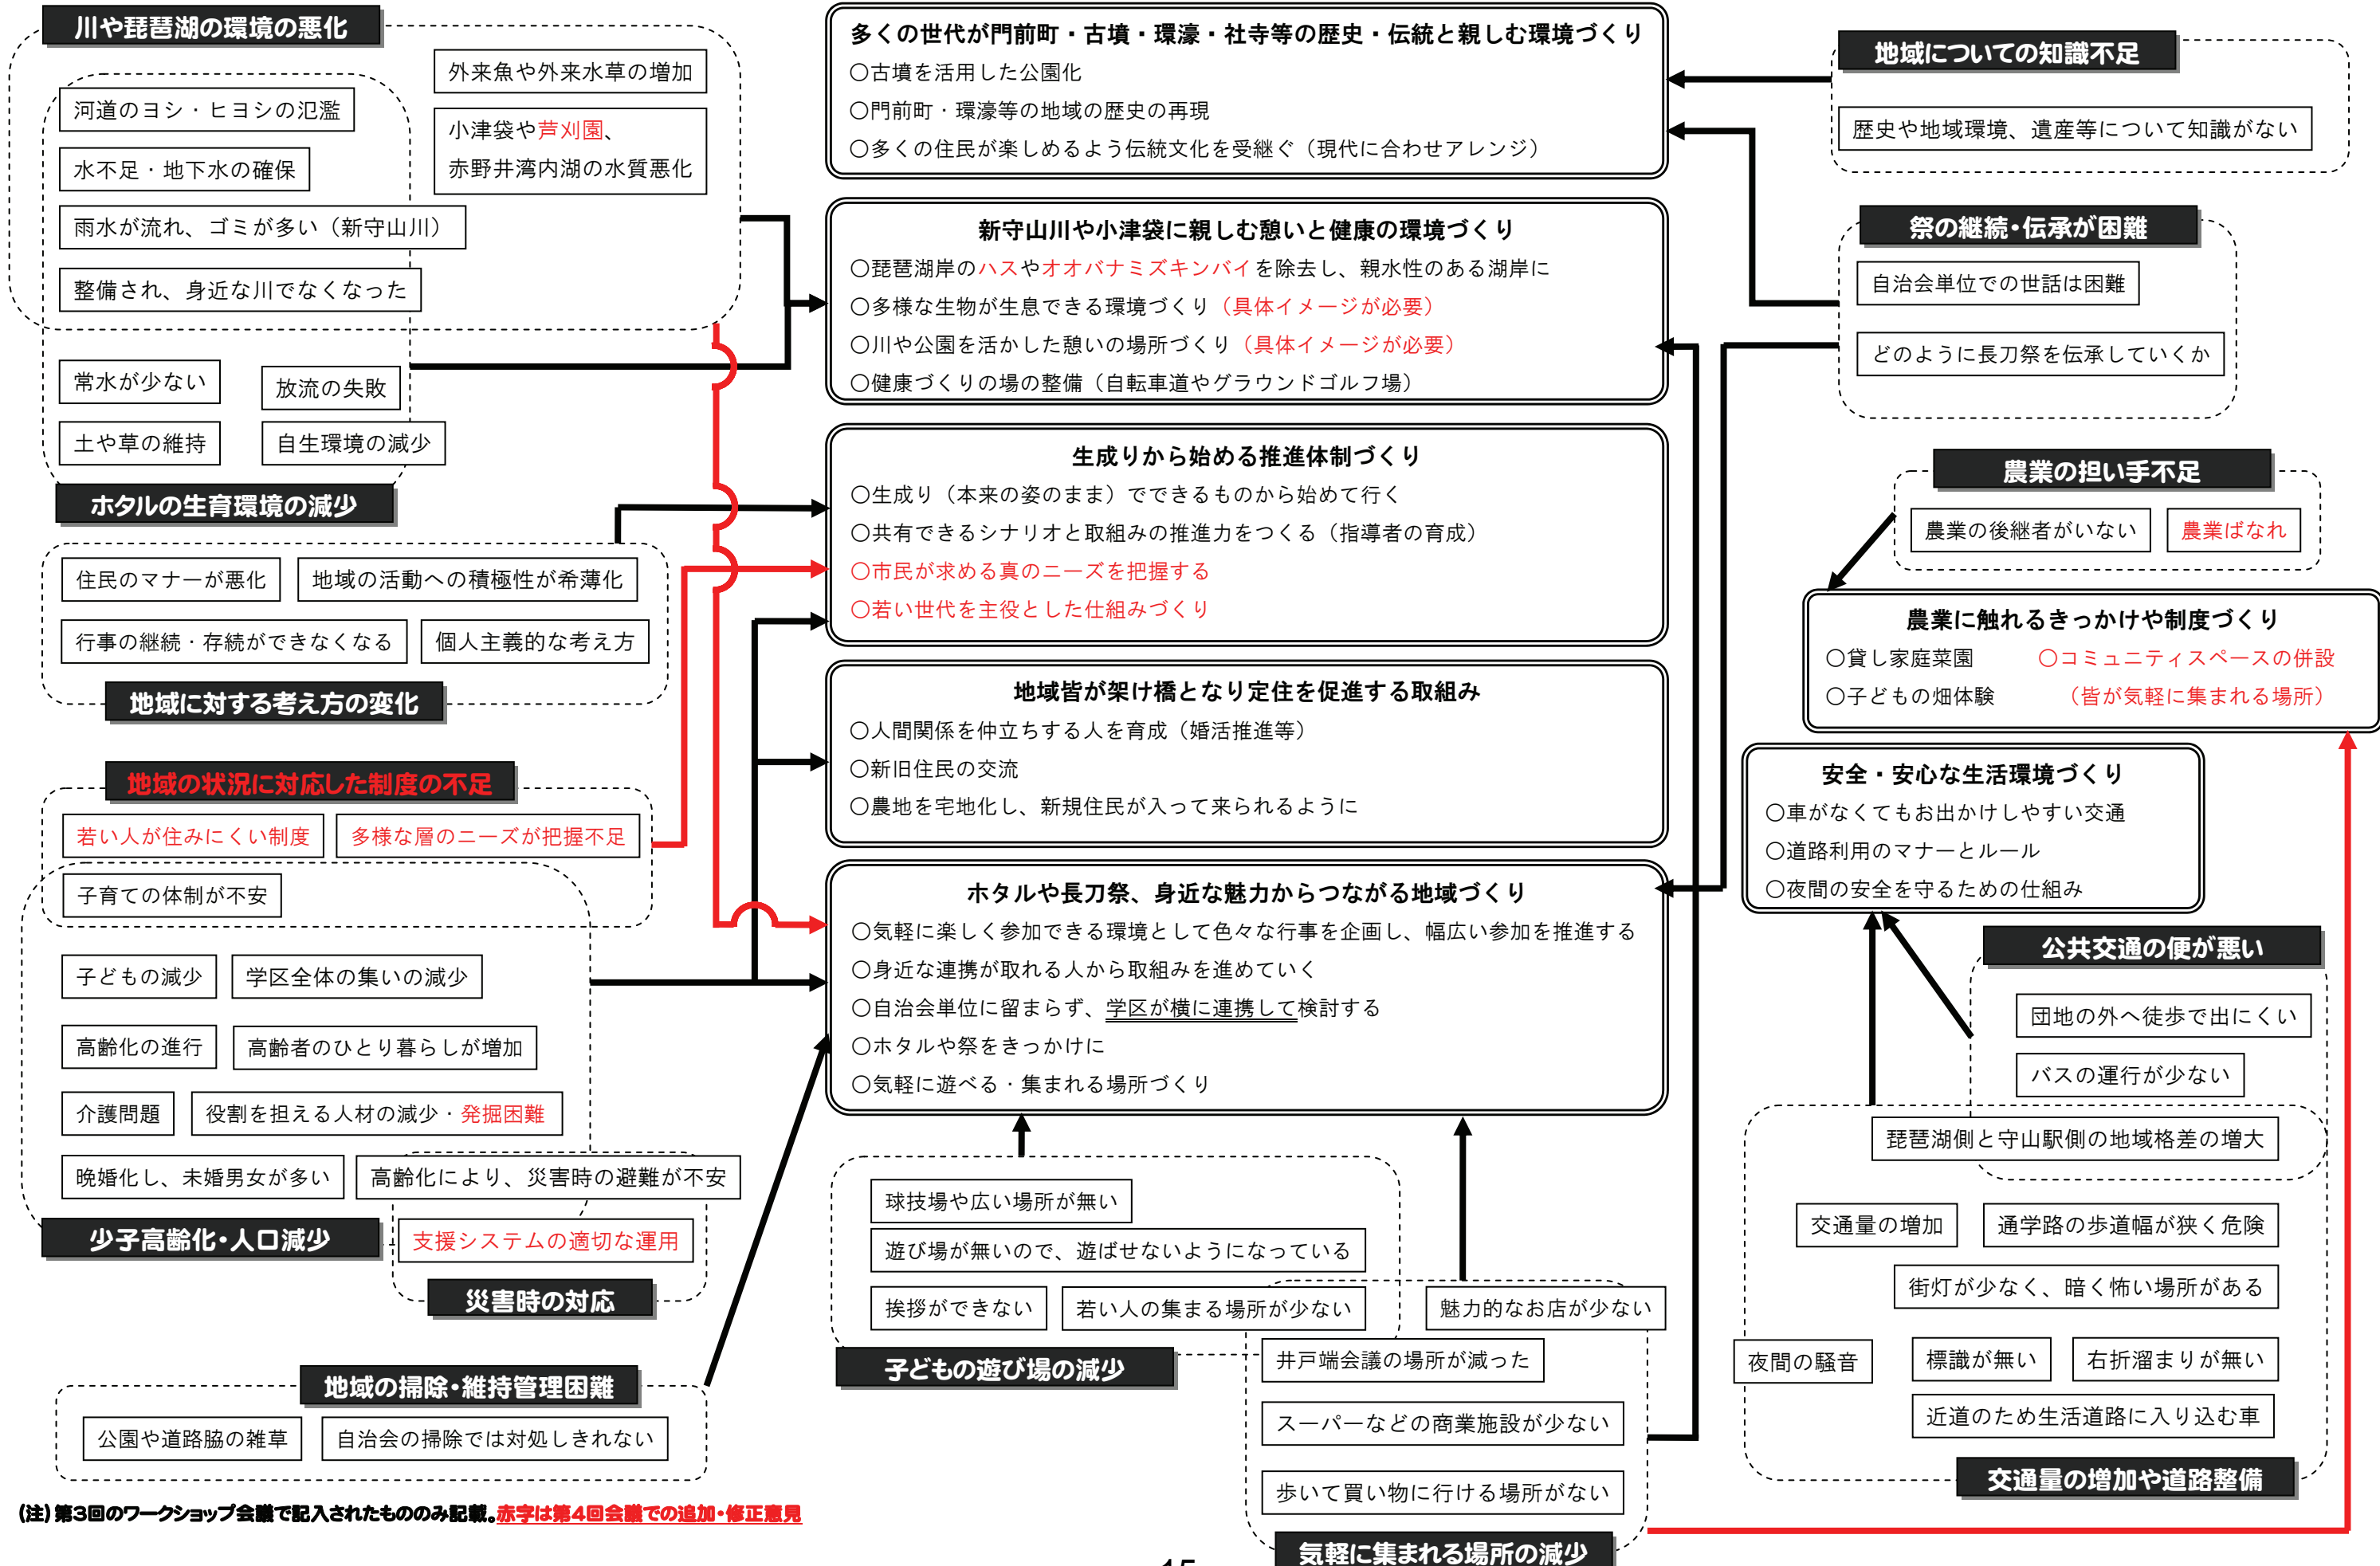 川や琵琶湖の環境の悪化
外来魚や外来水草の増加
河道のヨシ・ヒヨシの氾濫
小津袋や芦刈園、
赤野井湾内湖の水質悪化
水不足・地下水の確保
雨水が流れ、ゴミが多い（新守山川）
整備され、身近な川でなくなった
常水が少ない
放流の失敗
土や草の維持
自生環境の減少
ホタルの生育環境の減少
住民のマナーが悪化
地域の活動への積極性が希薄化
行事の継続・存続ができなくなる
個人主義的な考え方
地域に対する考え方の変化
地域の状況に対応した制度の不足
若い人が住みにくい制度
多様な層のニーズが把握不足
子育ての体制が不安
子どもの減少
学区全体の集いの減少
高齢化の進行
高齢者のひとり暮らしが増加
介護問題
役割を担える人材の減少・発掘困難
晩婚化し、未婚男女が多い
高齢化により、災害時の避難が不安
少子高齢化・人口減少
支援システムの適切な運用
災害時の対応
地域の掃除・維持管理困難
公園や道路脇の雑草
自治会の掃除では対処しきれない
多くの世代が門前町・古墳・環濠・社寺等の歴史・伝統と親しむ環境づくり
○古墳を活用した公園化
○門前町・環濠等の地域の歴史の再現
○多くの住民が楽しめるよう伝統文化を受継ぐ（現代に合わせアレンジ）
新守山川や小津袋に親しむ憩いと健康の環境づくり
○琵琶湖岸のハスやオオバナミズキンバイを除去し、親水性のある湖岸に
○多様な生物が生息できる環境づくり（具体イメージが必要）
○川や公園を活かした憩いの場所づくり（具体イメージが必要）
○健康づくりの場の整備（自転車道やグラウンドゴルフ場）
生成りから始める推進体制づくり
○生成り（本来の姿のまま）でできるものから始めて行く
○共有できるシナリオと取組みの推進力をつくる（指導者の育成）
○市民が求める真のニーズを把握する
○若い世代を主役とした仕組みづくり
地域皆が架け橋となり定住を促進する取組み
○人間関係を仲立ちする人を育成（婚活推進等）
○新旧住民の交流
○農地を宅地化し、新規住民が入って来られるように
ホタルや長刀祭、身近な魅力からつながる地域づくり
○気軽に楽しく参加できる環境として色々な行事を企画し、幅広い参加を推進する
○身近な連携が取れる人から取組みを進めていく
○自治会単位に留まらず、学区が横に連携して検討する
○ホタルや祭をきっかけに
○気軽に遊べる・集まれる場所づくり
球技場や広い場所が無い
遊び場が無いので、遊ばせないようになっている
挨拶ができない
若い人の集まる場所が少ない
魅力的なお店が少ない
子どもの遊び場の減少
井戸端会議の場所が減った
スーパーなどの商業施設が少ない
歩いて買い物に行ける場所がない
気軽に集まれる場所の減少
地域についての知識不足
歴史や地域環境、遺産等について知識がない
祭の継続・伝承が困難
自治会単位での世話は困難
どのように長刀祭を伝承していくか
農業の担い手不足
農業の後継者がいない
農業ばなれ
農業に触れるきっかけや制度づくり
○貸し家庭菜園
○コミュニティスペースの併設
○子どもの畑体験
（皆が気軽に集まれる場所）
安全・安心な生活環境づくり
○車がなくてもお出かけしやすい交通
○道路利用のマナーとルール
○夜間の安全を守るための仕組み
公共交通の便が悪い
団地の外へ徒歩で出にくい
バスの運行が少ない
琵琶湖側と守山駅側の地域格差の増大
交通量の増加
通学路の歩道幅が狭く危険
街灯が少なく、暗く怖い場所がある
夜間の騒音
標識が無い
右折溜まりが無い
近道のため生活道路に入り込む車
交通量の増加や道路整備
（注）第3回のワークショップ会議で記入されたもののみ記載。赤字は第4回会議での追加・修正意見